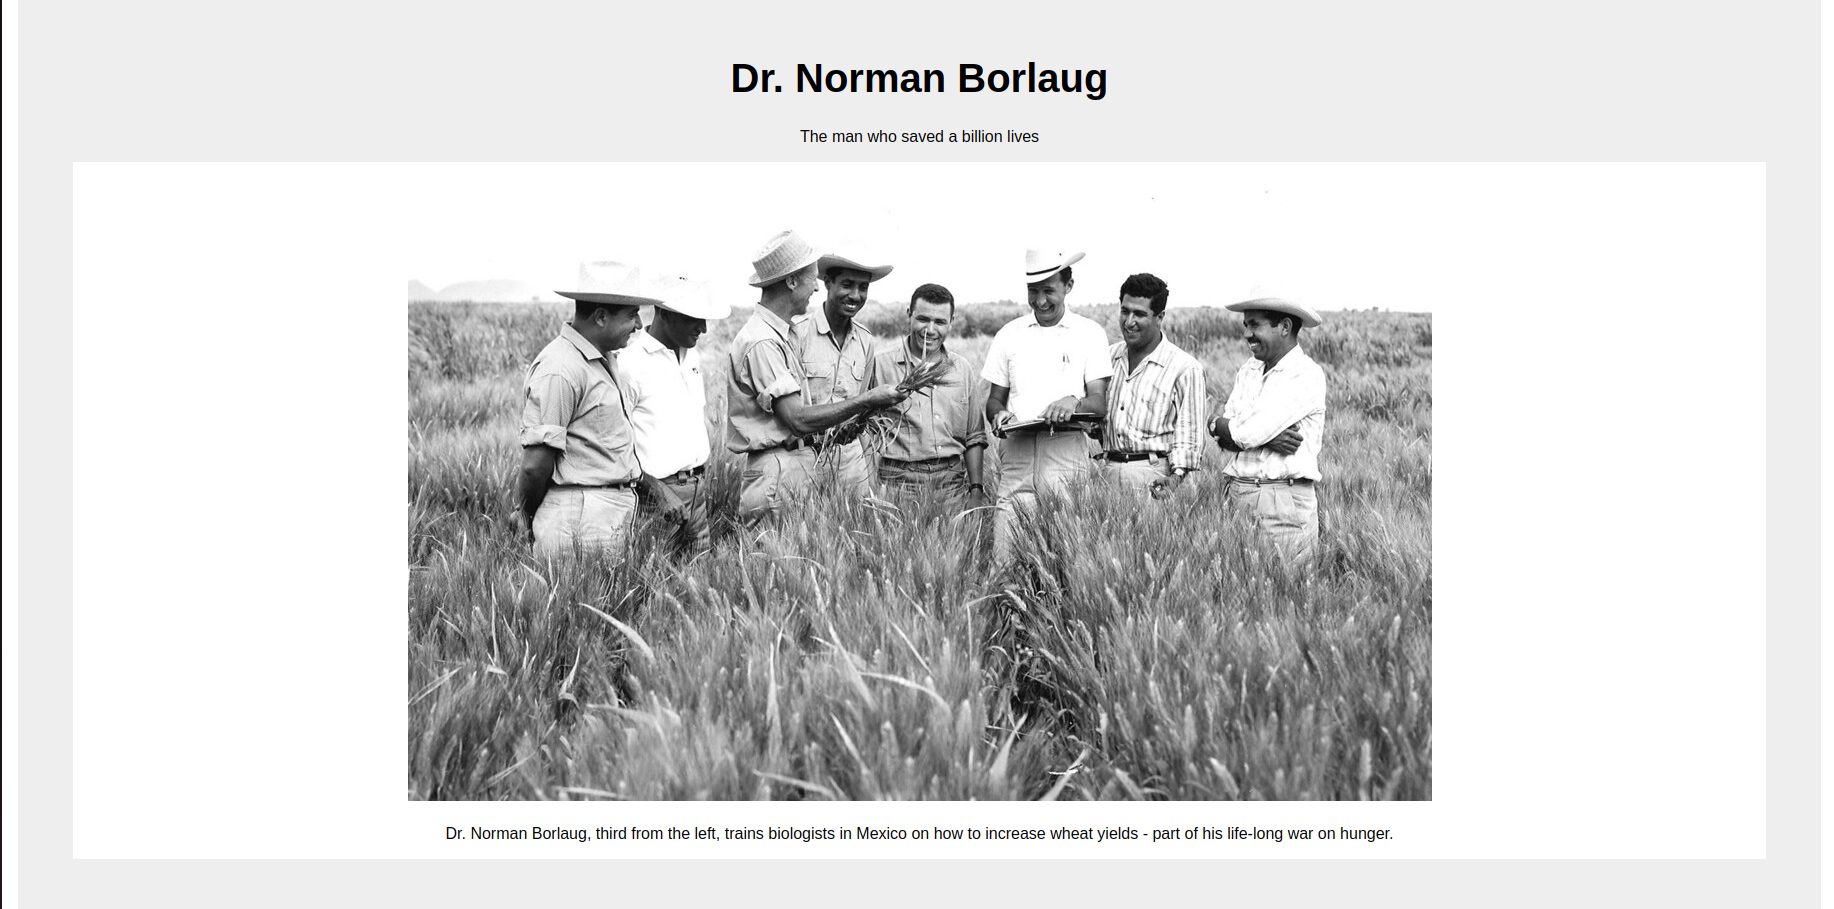 Dr. Norman Borlaug
The man who saved a billion lives
Dr. Norman Borlaug, third from the left, trains biologists in Mexico on how to increase wheat yields - part of his life-long war on hunger.